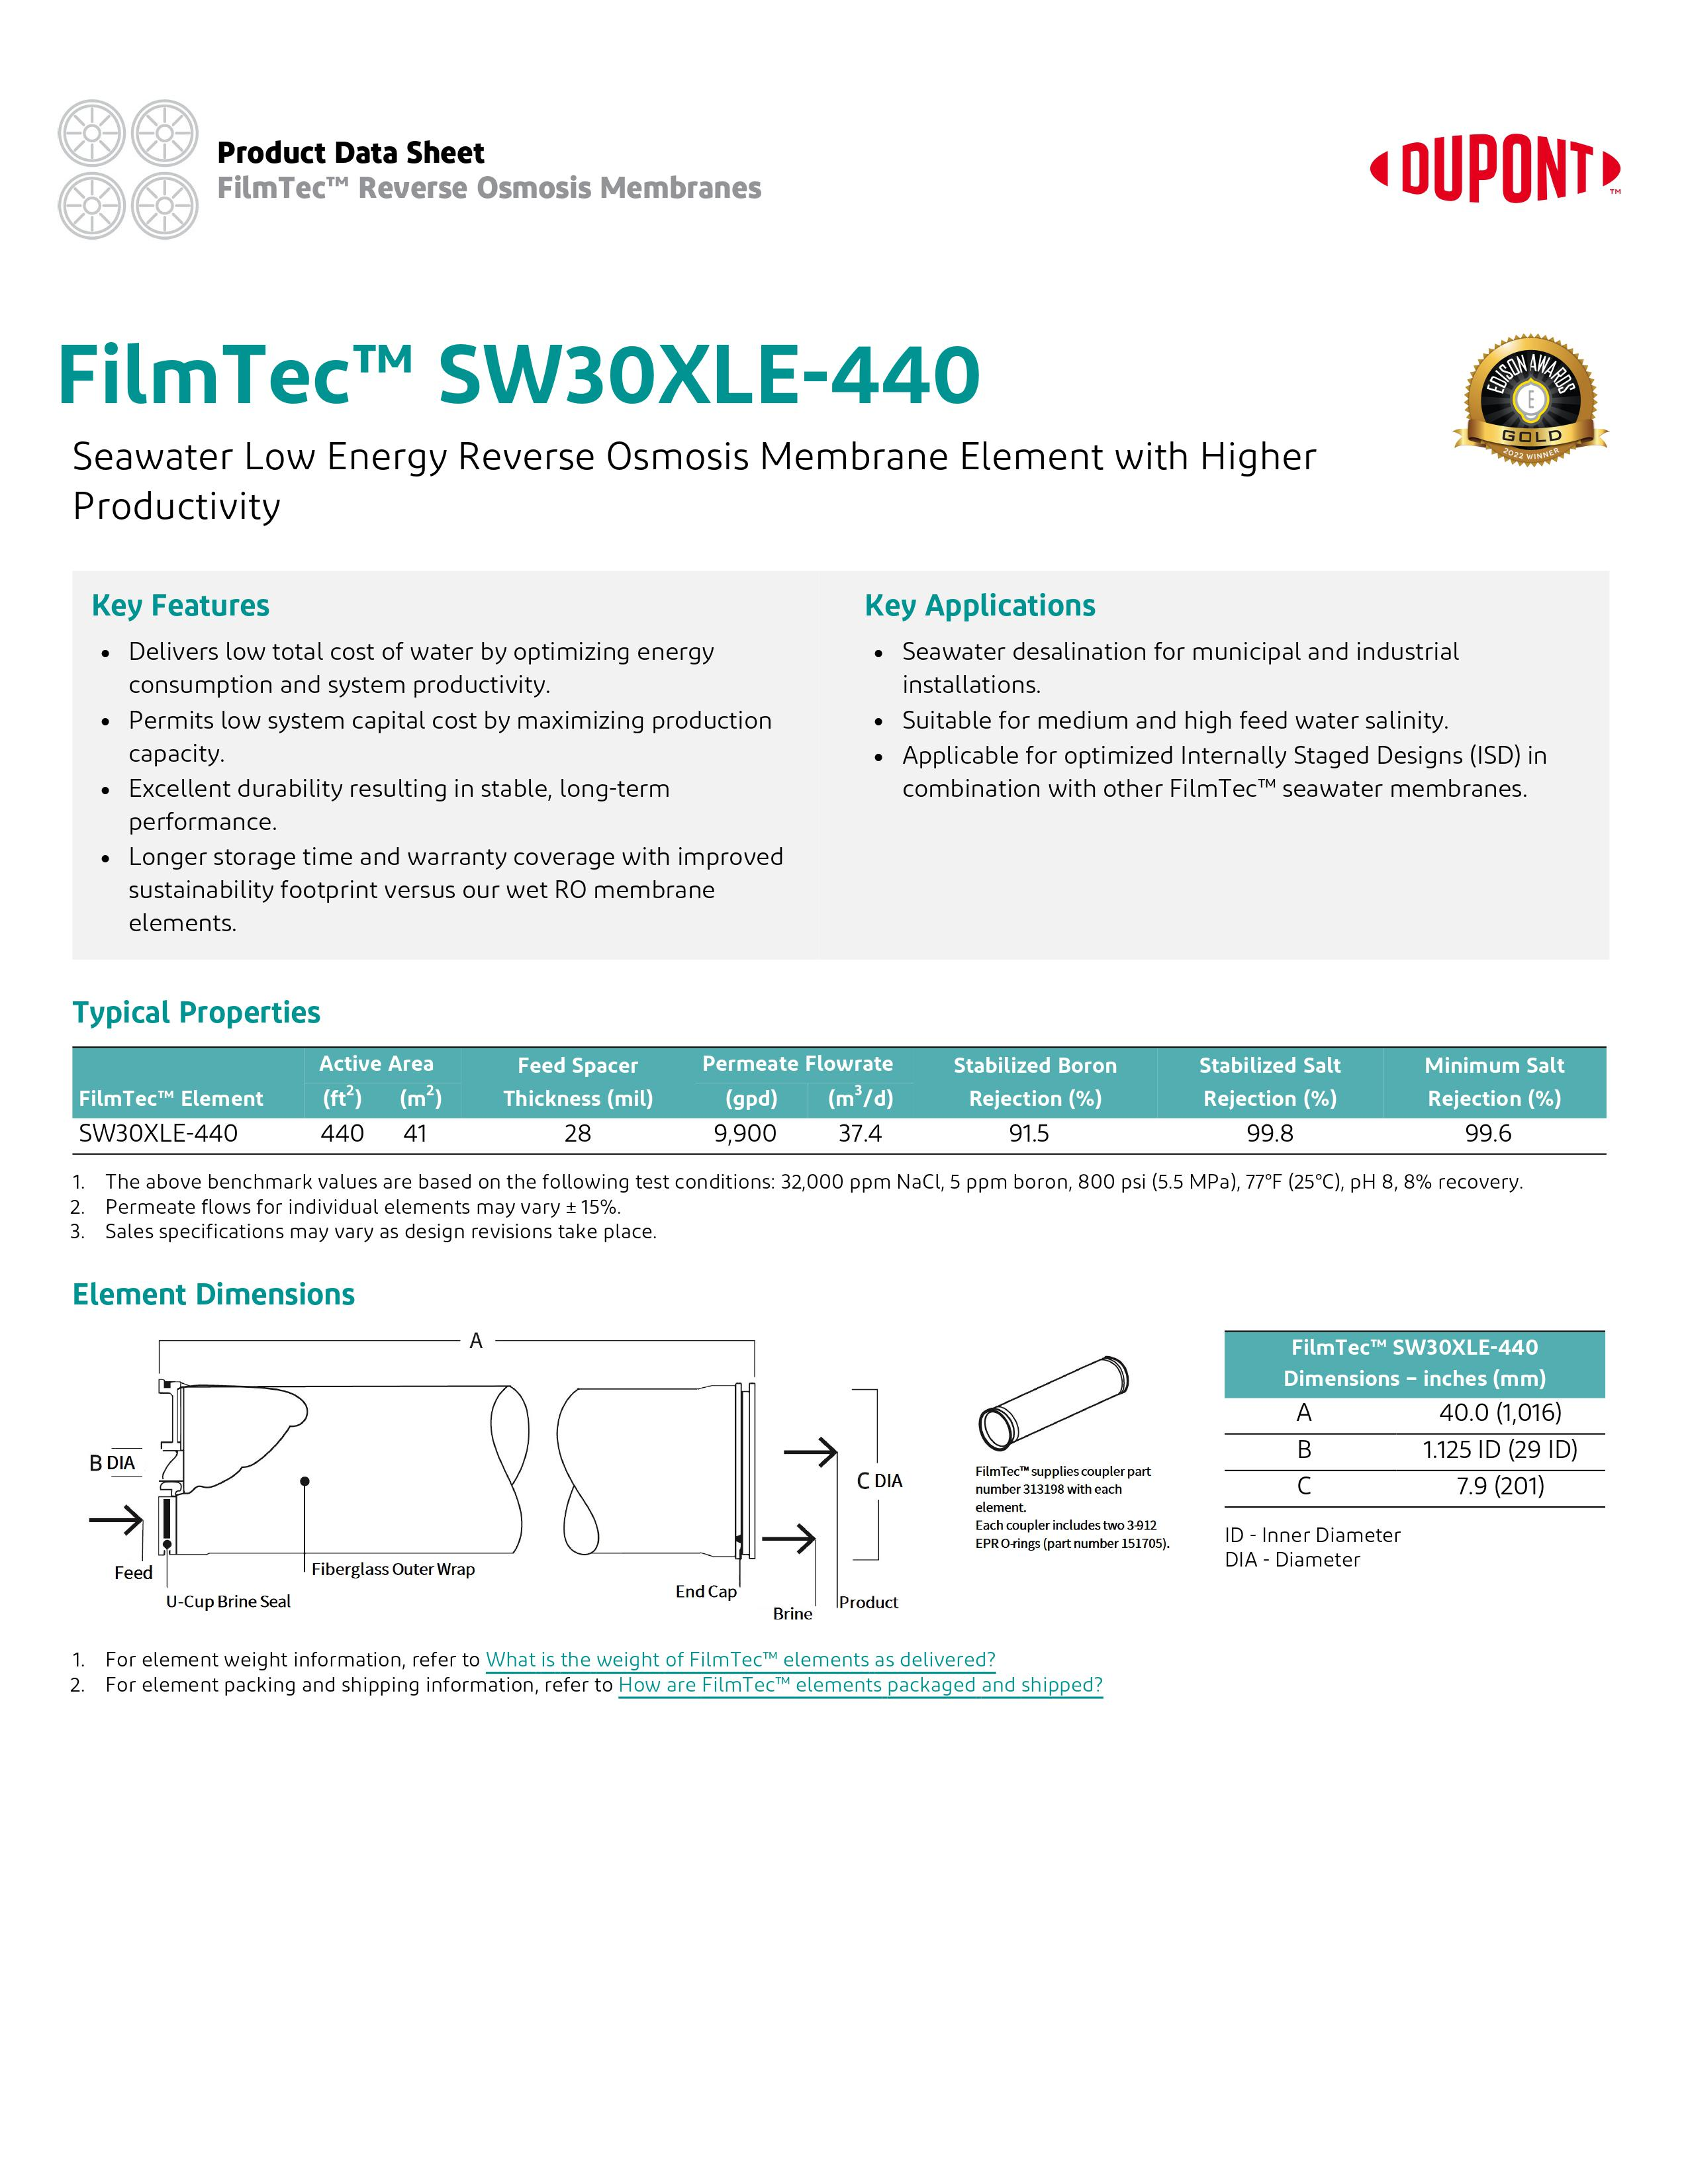 Product Data Sheet
FilmTec™ Reverse Osmosis Membranes
DUPONT™
FilmTec™ SW30XLE-440
Seawater Low Energy Reverse Osmosis Membrane Element with Higher
Productivity
EDISON AWARDS
E
GOLD
2022 WINNER
Key Features
• Delivers low total cost of water by optimizing energy
consumption and system productivity.
• Permits low system capital cost by maximizing production
capacity.
• Excellent durability resulting in stable, long-term
performance.
• Longer storage time and warranty coverage with improved
sustainability footprint versus our wet RO membrane
elements.
Key Applications
• Seawater desalination for municipal and industrial
installations.
• Suitable for medium and high feed water salinity.
• Applicable for optimized Internally Staged Designs (ISD) in
combination with other FilmTec™ seawater membranes.
Typical Properties
Active Area Feed Spacer Permeate Flowrate Stabilized Boron Stabilized Salt Minimum Salt
FilmTec™ Element (ft²) (m²) Thickness (mil) (gpd) (m³/d) Rejection (%) Rejection (%) Rejection (%)
SW30XLE-440 440 41 28 9,900 37.4 91.5 99.8 99.6
1. The above benchmark values are based on the following test conditions: 32,000 ppm NaCl, 5 ppm boron, 800 psi (5.5 MPa), 77°F (25°C), pH 8, 8% recovery.
2. Permeate flows for individual elements may vary ± 15%.
3. Sales specifications may vary as design revisions take place.
Element Dimensions
A
B DIA
C DIA
Feed
U-Cup Brine Seal
Fiberglass Outer Wrap
End Cap
Brine
Product
FilmTec™ supplies coupler part
number 313198 with each
element.
Each coupler includes two 3-912
EPR O-rings (part number 151705).
FilmTec™ SW30XLE-440
Dimensions – inches (mm)
A 40.0 (1,016)
B 1.125 ID (29 ID)
C 7.9 (201)
ID - Inner Diameter
DIA - Diameter
1. For element weight information, refer to What is the weight of FilmTec™ elements as delivered?
2. For element packing and shipping information, refer to How are FilmTec™ elements packaged and shipped?